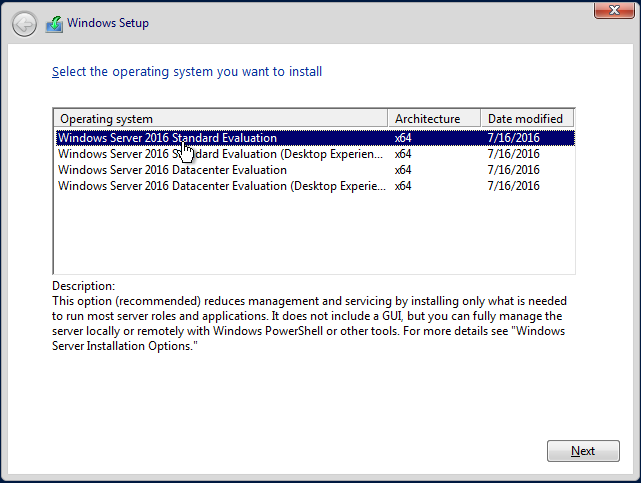 Windows Setup
Select the operating system you want to install
Operating system Architecture Date modified
Windows Server 2016 Standard Evaluation x64 7/16/2016
Windows Server 2016 Standard Evaluation (Desktop Experien... x64 7/16/2016
Windows Server 2016 Datacenter Evaluation x64 7/16/2016
Windows Server 2016 Datacenter Evaluation (Desktop Experie... x64 7/16/2016
Description:
This option (recommended) reduces management and servicing by installing only what is needed
to run most server roles and applications. It does not include a GUI, but you can fully manage the
server locally or remotely with Windows PowerShell or other tools. For more details see "Windows
Server Installation Options."
Next